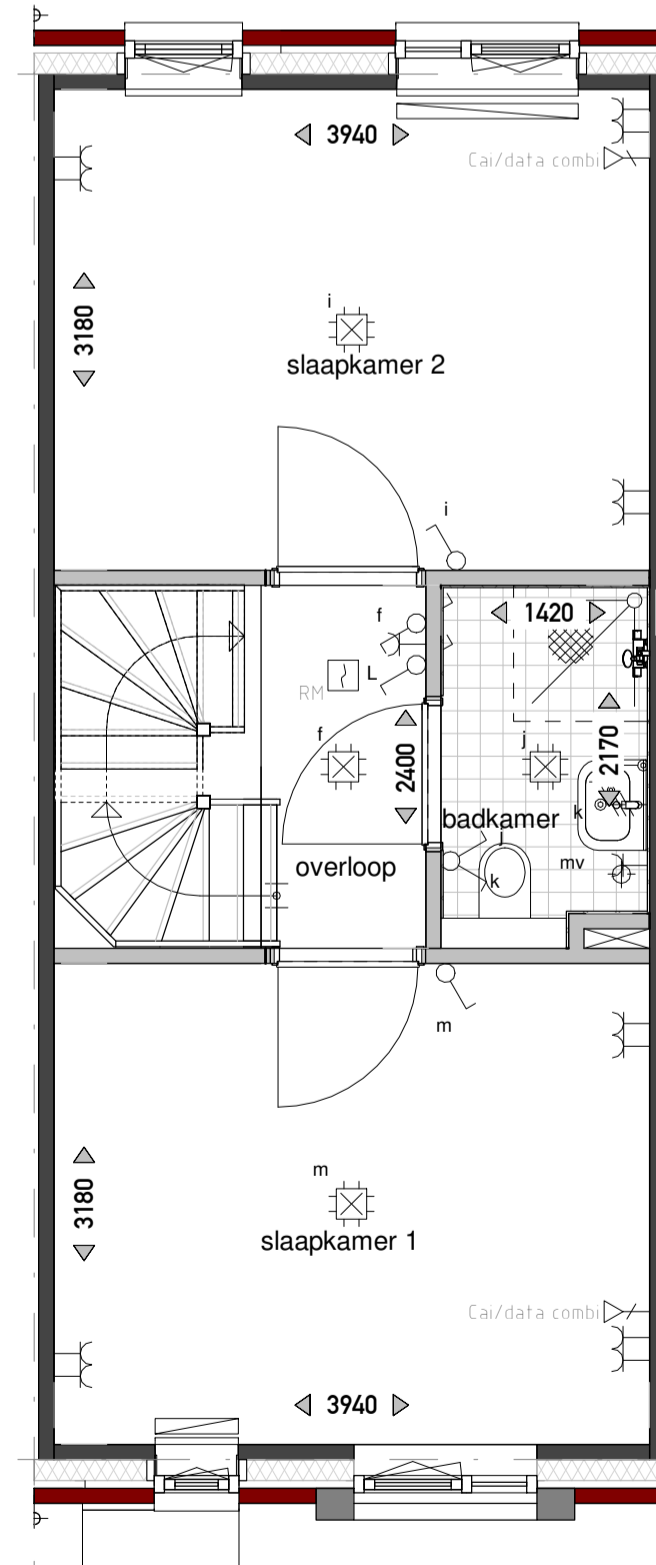 3940
Cai/data combi
3180
i
slaapkamer 2
i
f
1420
L
RM
f
2400
j
2170
k
badkamer
j
overloop
mv
k
m
m
3180
slaapkamer 1
Cai/data combi
3940